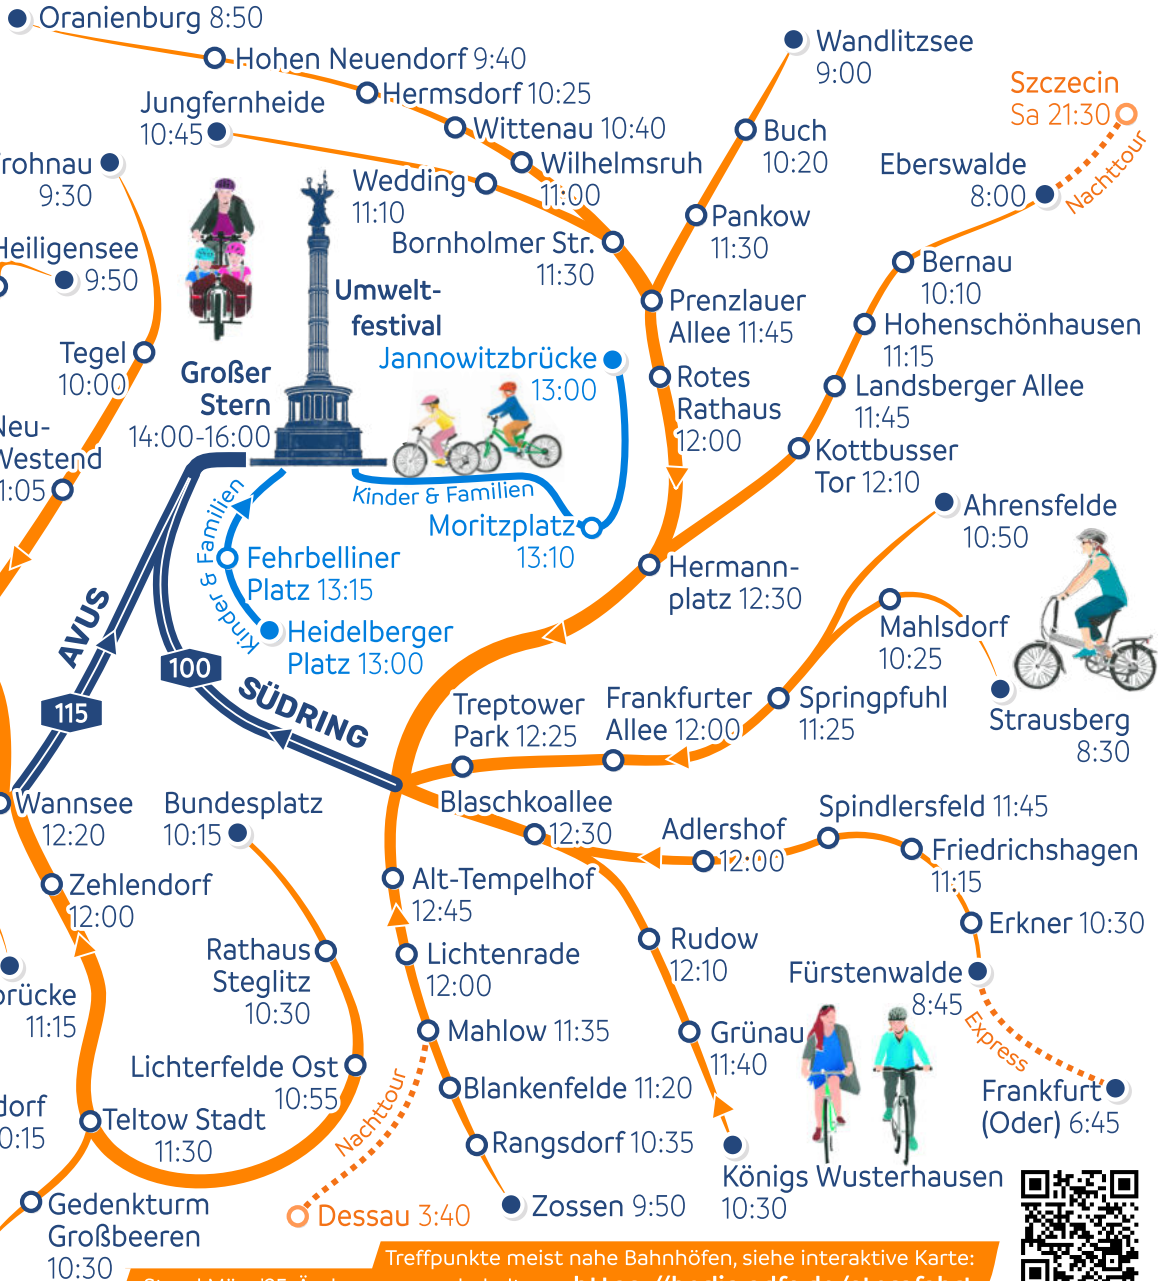 Oranienburg 8:50
Hohen Neuendorf 9:40
Hermsdorf 10:25
Wittenau 10:40
Wilhelmsruh
11:00
Jungfernheide
10:45
Wedding
11:10
Bornholmer Str.
11:30
Wandlitzsee
9:00
Buch
10:20
Pankow
11:30
Prenzlauer
Allee 11:45
Rotes
Rathaus
12:00
Szczecin
Sa 21:30
Nachttour
Eberswalde
8:00
Bernau
10:10
Hohenschönhausen
11:15
Landsberger Allee
11:45
Kottbusser
Tor 12:10
Hermann-
platz 12:30
rohnau
9:30
Heiligensee
9:50
Tegel
10:00
Neu-
Westend
1:05
Umwelt-
festival
Großer
Stern
14:00-16:00
Jannowitzbrücke
13:00
Kinder & Familien
Moritzplatz
13:10
Kinder & Familien
Fehrbelliner
Platz 13:15
Heidelberger
Platz 13:00
AVUS
115
100
SÜDRING
Ahrensfelde
10:50
Mahlsdorf
10:25
Strausberg
8:30
Springpfuhl
11:25
Frankfurter
Allee 12:00
Treptower
Park 12:25
Wannsee
12:20
Zehlendorf
12:00
Bundesplatz
10:15
Rathaus
Steglitz
10:30
Lichterfelde Ost
10:55
Teltow Stadt
11:30
brücke
11:15
dorf
0:15
Gedenkturm
Großbeeren
10:30
Blaschkoallee
12:30
Adlershof
12:00
Spindlersfeld 11:45
Friedrichshagen
11:15
Erkner 10:30
Fürstenwalde
8:45
Express
Frankfurt
(Oder) 6:45
Alt-Tempelhof
12:45
Lichtenrade
12:00
Mahlow 11:35
Blankenfelde 11:20
Rangsdorf 10:35
Zossen 9:50
Nachttour
Dessau 3:40
Rudow
12:10
Grünau
11:40
Königs Wusterhausen
10:30
Treffpunkte meist nahe Bahnhöfen, siehe interaktive Karte: